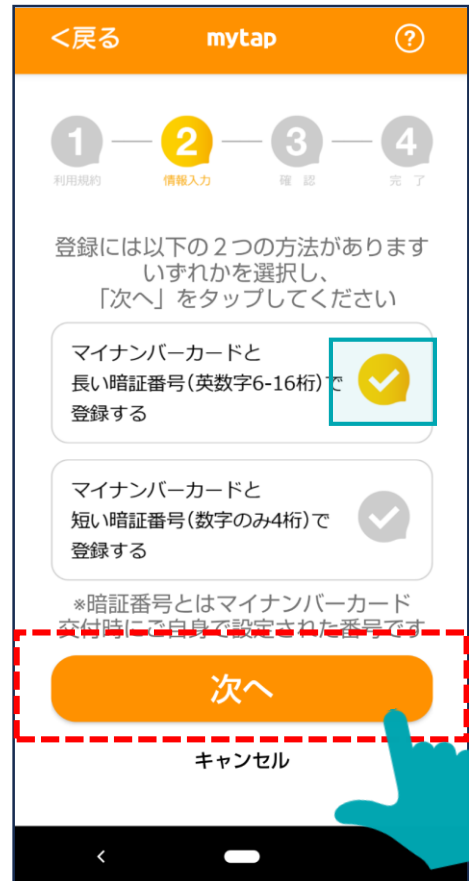 <戻る mytap ?
1 2 3 4
利用規約 情報入力 確 認 完 了
登録には以下の2つの方法があります
いずれかを選択し、
「次へ」をタップしてください
マイナンバーカードと
長い暗証番号(英数字6-16桁)で
登録する
マイナンバーカードと
短い暗証番号(数字のみ4桁)で
登録する
※暗証番号とはマイナンバーカード
交付時にご自身で設定された番号です
次へ
キャンセル